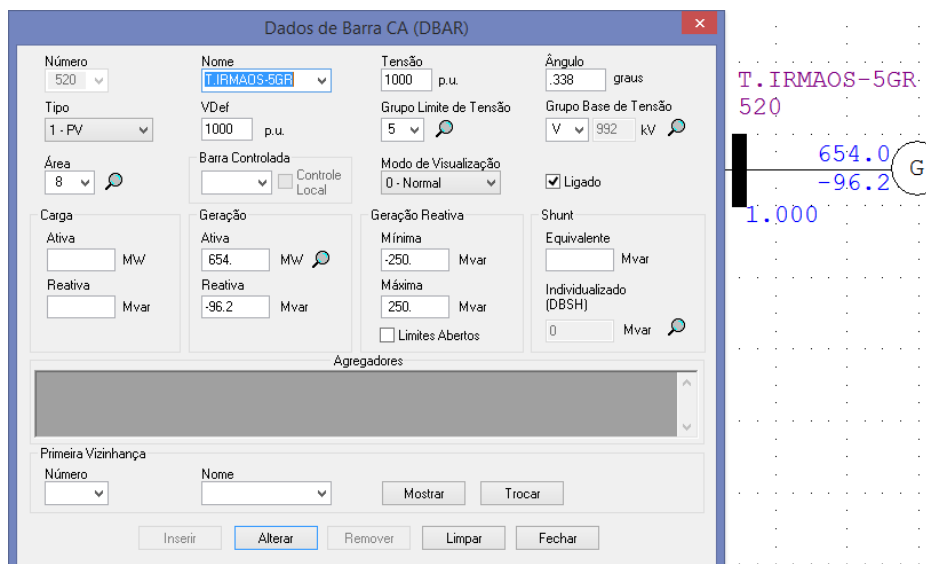 Dados de Barra CA (DBAR)
Número
520
Nome
T.IRMAOS-5GR
Tensão
1000 p.u.
Ângulo
.338 graus
Tipo
1 - PV
VDef
1000 p.u.
Grupo Limite de Tensão
5
Grupo Base de Tensão
V 992 kV
Área
8
Barra Controlada
Controle
Local
Modo de Visualização
0 - Normal
Ligado
Carga
Ativa
MW
Reativa
Mvar
Geração
Ativa
654. MW
Reativa
-96.2 Mvar
Geração Reativa
Mínima
-250. Mvar
Máxima
250. Mvar
Limites Abertos
Shunt
Equivalente
Mvar
Individualizado
(DBSH)
0 Mvar
Agregadores
Primeira Vizinhança
Número
Nome
Mostrar
Trocar
Inserir
Alterar
Remover
Limpar
Fechar
T.IRMAOS-5GR
520
654.0
-96.2
G
1.000